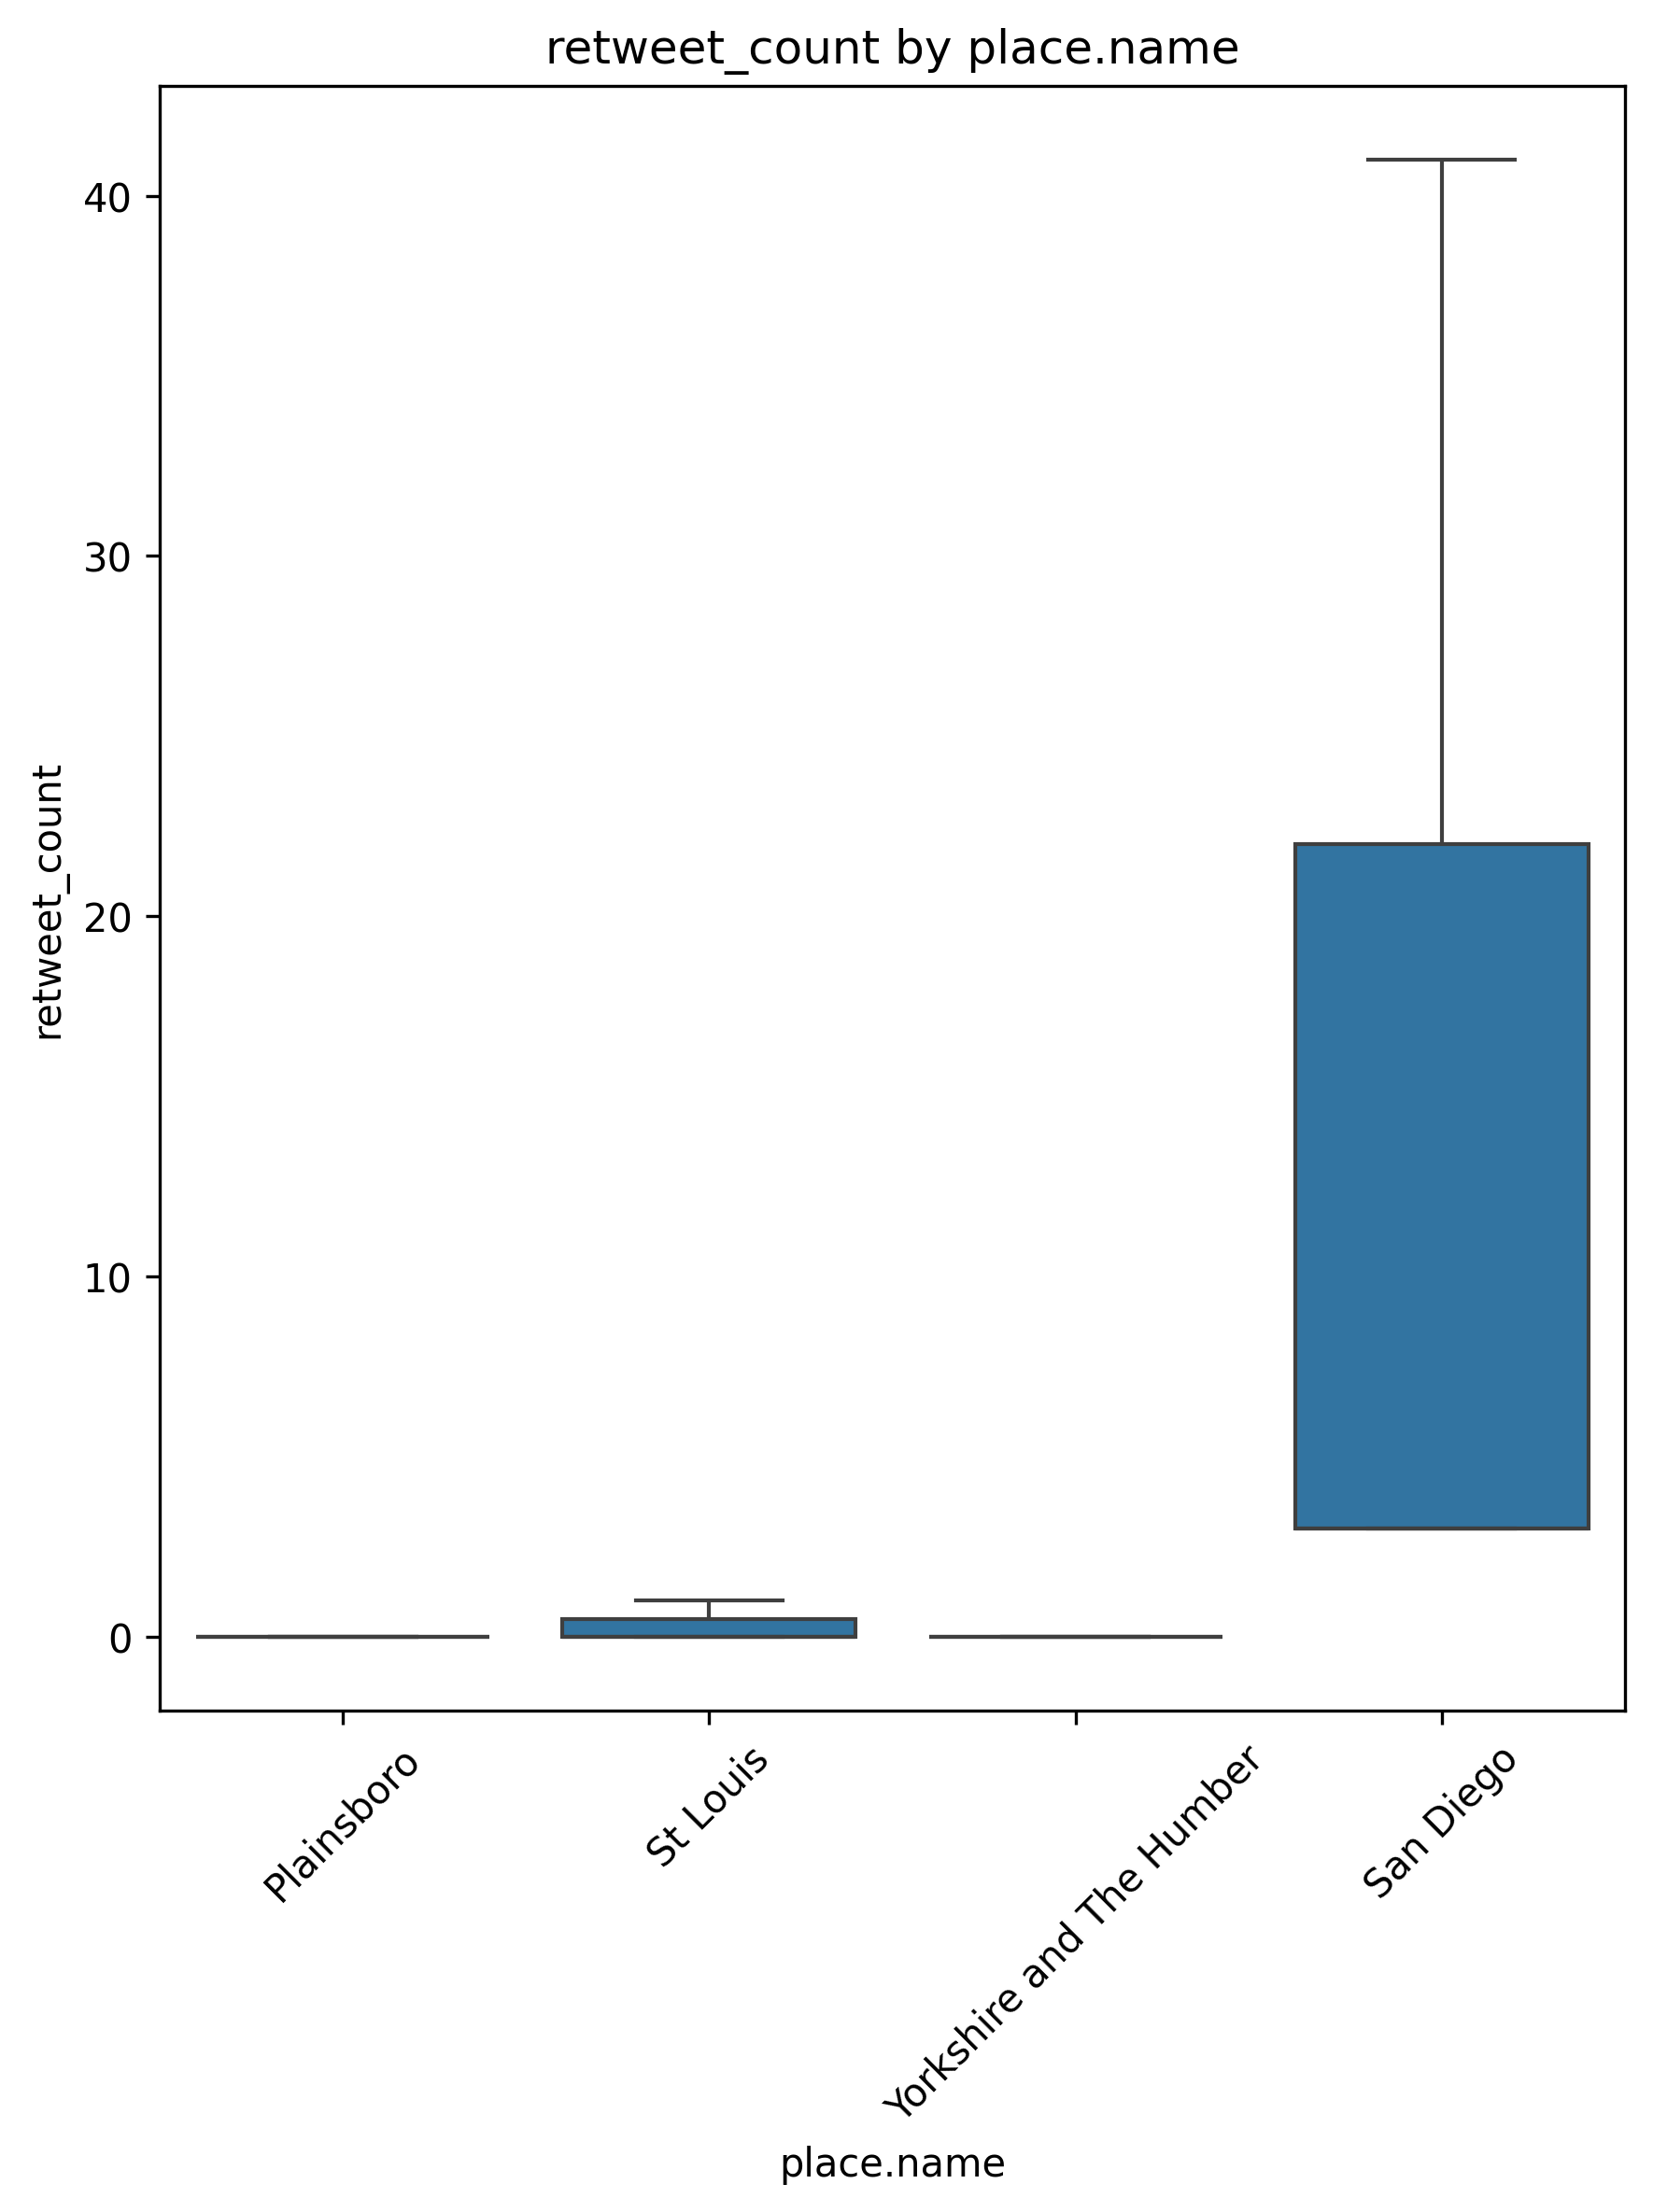 retweet_count by place.name
retweet_count
40
30
20
10
0
Plainsboro
St Louis
Yorkshire and The Humber
San Diego
place.name